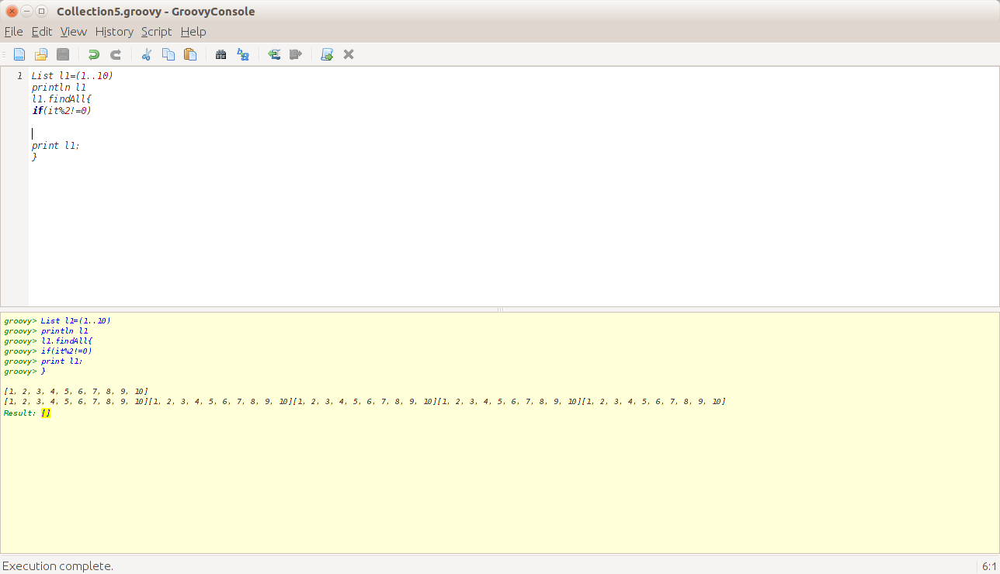 Collection5.groovy - GroovyConsole
File Edit View History Script Help
1 List l1=(1..10)
println l1
l1.findAll{
if(it%2!=0)
print l1;
}
groovy> List l1=(1..10)
groovy> println l1
groovy> l1.findAll{
groovy> if(it%2!=0)
groovy> print l1;
groovy> }
[1, 2, 3, 4, 5, 6, 7, 8, 9, 10]
[1, 2, 3, 4, 5, 6, 7, 8, 9, 10][1, 2, 3, 4, 5, 6, 7, 8, 9, 10][1, 2, 3, 4, 5, 6, 7, 8, 9, 10][1, 2, 3, 4, 5, 6, 7, 8, 9, 10][1, 2, 3, 4, 5, 6, 7, 8, 9, 10]
Result: []
Execution complete.
6:1